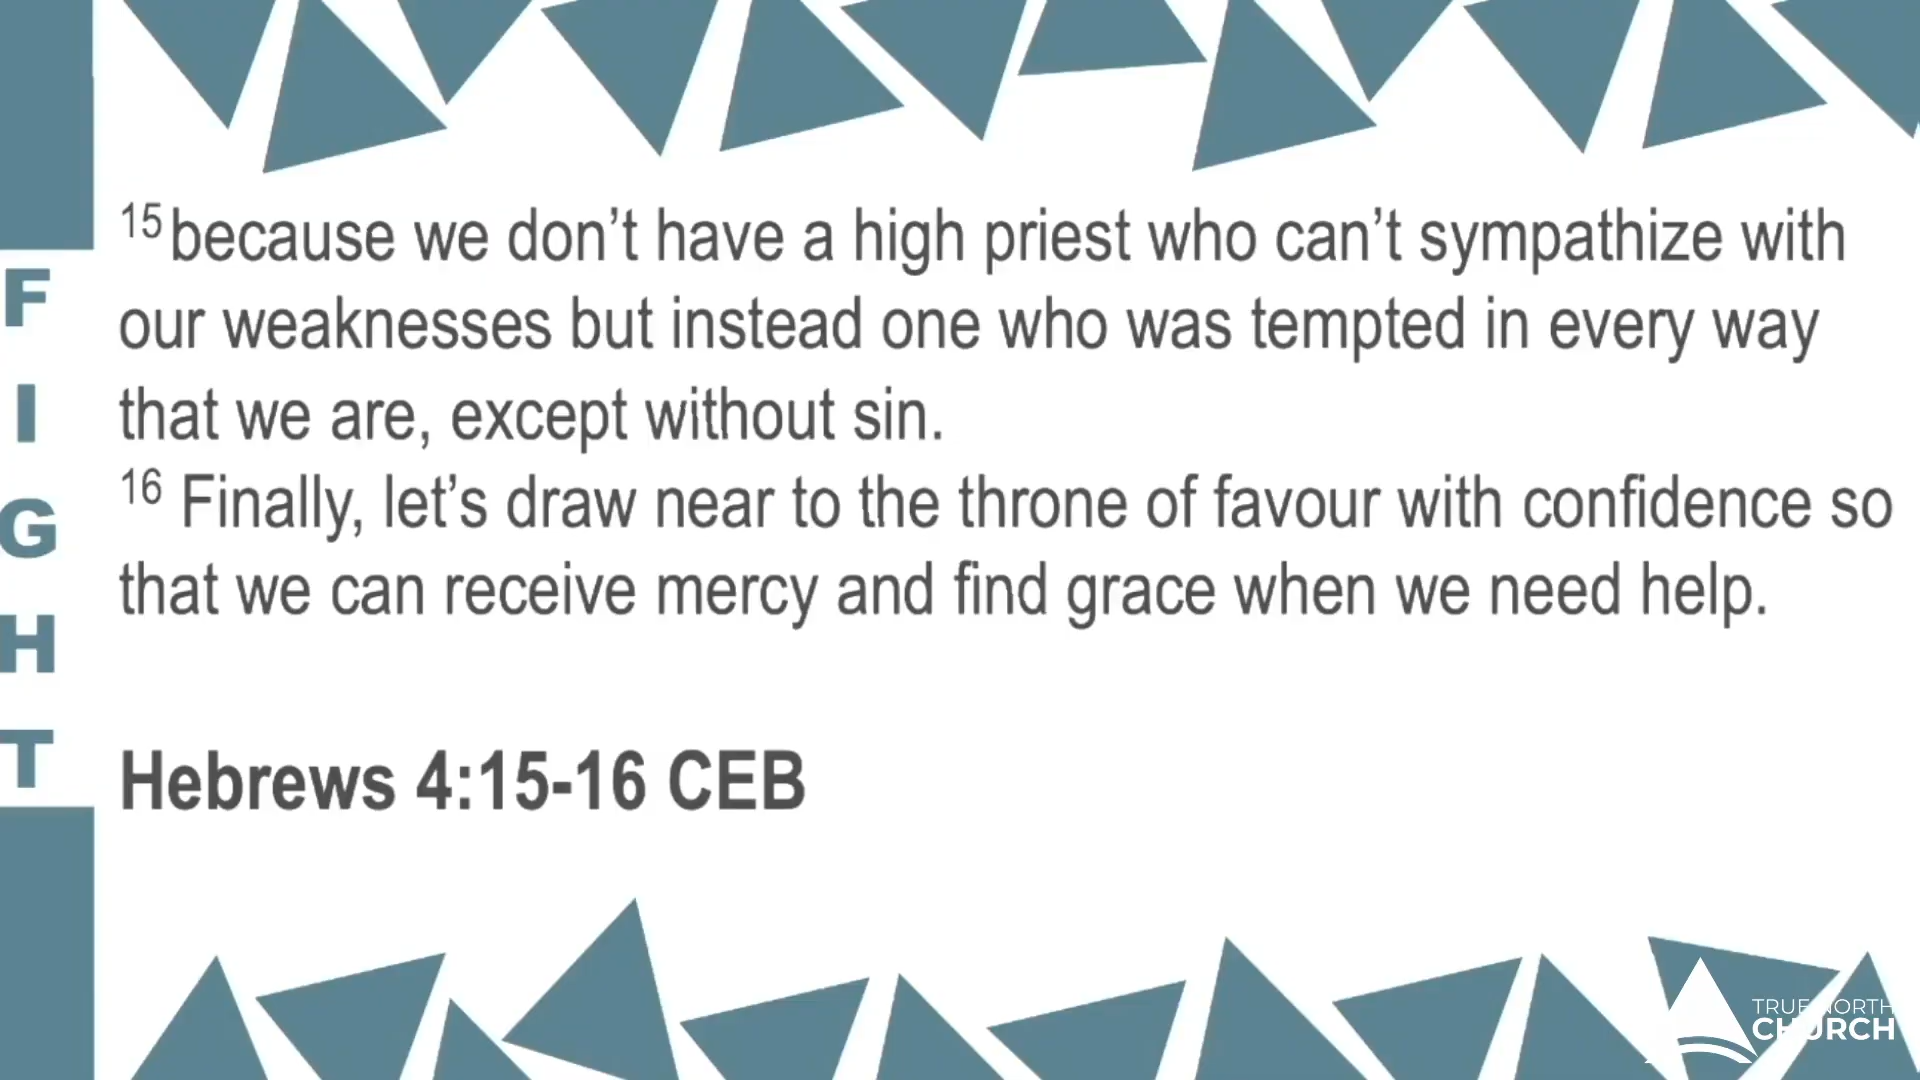 15 because we don’t have a high priest who can’t sympathize with
our weaknesses but instead one who was tempted in every way
that we are, except without sin.
16 Finally, let’s draw near to the throne of favour with confidence so
that we can receive mercy and find grace when we need help.
Hebrews 4:15-16 CEB
F
I
G
H
T
TRUE NORTH
CHURCH